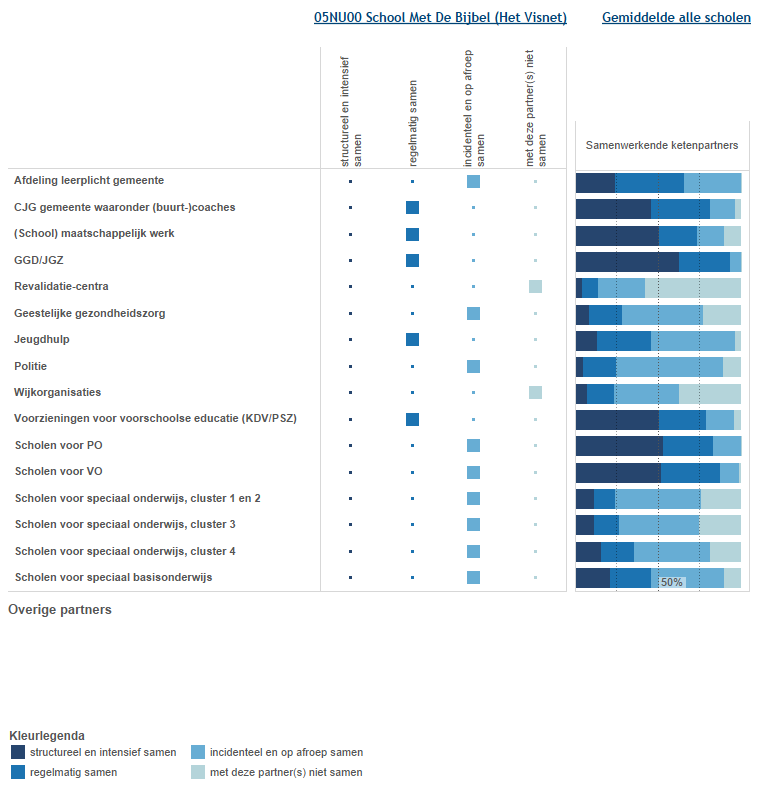 05NU00 School Met De Bijbel (Het Visnet)
Gemiddelde alle scholen
structureel en intensief
samen
regelmatig samen
incidenteel en op afroep
samen
met deze partner(s) niet
samen
Samenwerkende ketenpartners
Afdeling leerplicht gemeente
CJG gemeente waaronder (buurt-)coaches
(School) maatschappelijk werk
GGD/JGZ
Revalidatie-centra
Geestelijke gezondheidszorg
Jeugdhulp
Politie
Wijkorganisaties
Voorzieningen voor voorschoolse educatie (KDV/PSZ)
Scholen voor PO
Scholen voor VO
Scholen voor speciaal onderwijs, cluster 1 en 2
Scholen voor speciaal onderwijs, cluster 3
Scholen voor speciaal onderwijs, cluster 4
Scholen voor speciaal basisonderwijs
50%
Overige partners
Kleurlegenda
structureel en intensief samen
incidenteel en op afroep samen
regelmatig samen
met deze partner(s) niet samen